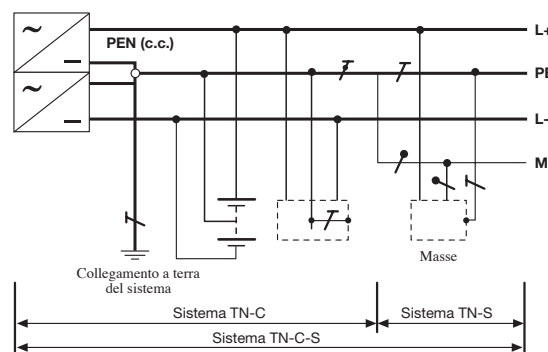 PEN (c.c.)
L+
PE
L-
M
Collegamento a terra
del sistema
Masse
Sistema TN-C
Sistema TN-S
Sistema TN-C-S